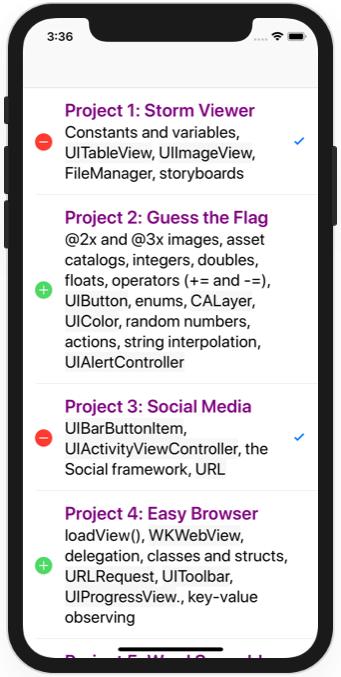 3:36
Project 1: Storm Viewer
Constants and variables,
UITableView, UIImageView,
FileManager, storyboards
Project 2: Guess the Flag
@2x and @3x images, asset
catalogs, integers, doubles,
floats, operators (+= and -=),
UIButton, enums, CALayer,
UIColor, random numbers,
actions, string interpolation,
UIAlertController
Project 3: Social Media
UIBarButtonItem,
UIActivityViewController, the
Social framework, URL
Project 4: Easy Browser
loadView(), WKWebView,
delegation, classes and structs,
URLRequest, UIToolbar,
UIProgressView., key-value
observing